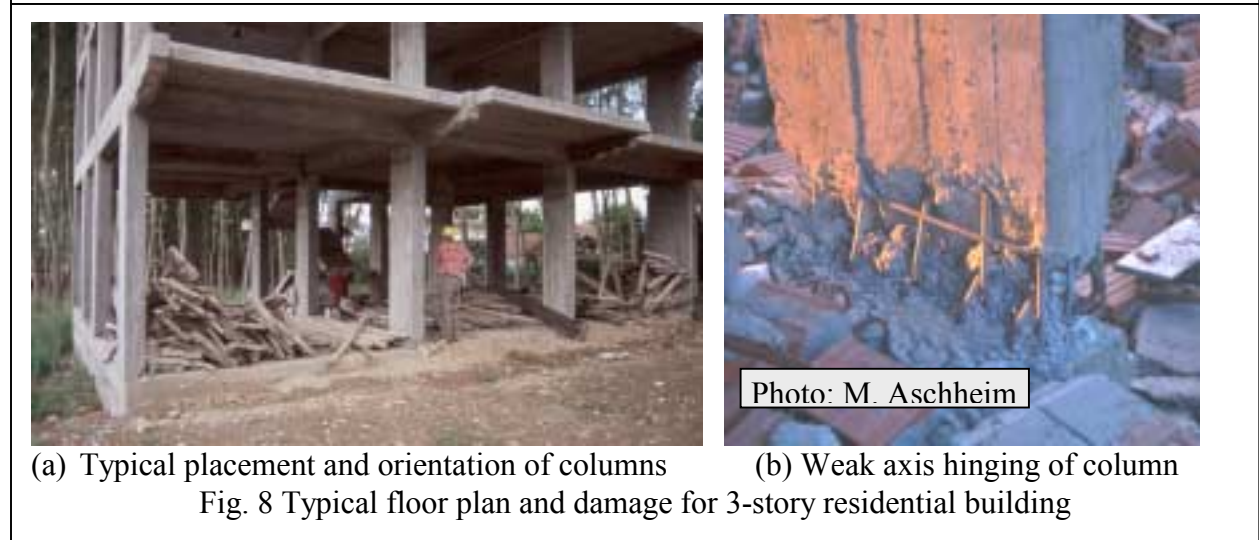 Photo: M. Aschheim
(a) Typical placement and orientation of columns
(b) Weak axis hinging of column
Fig. 8 Typical floor plan and damage for 3-story residential building